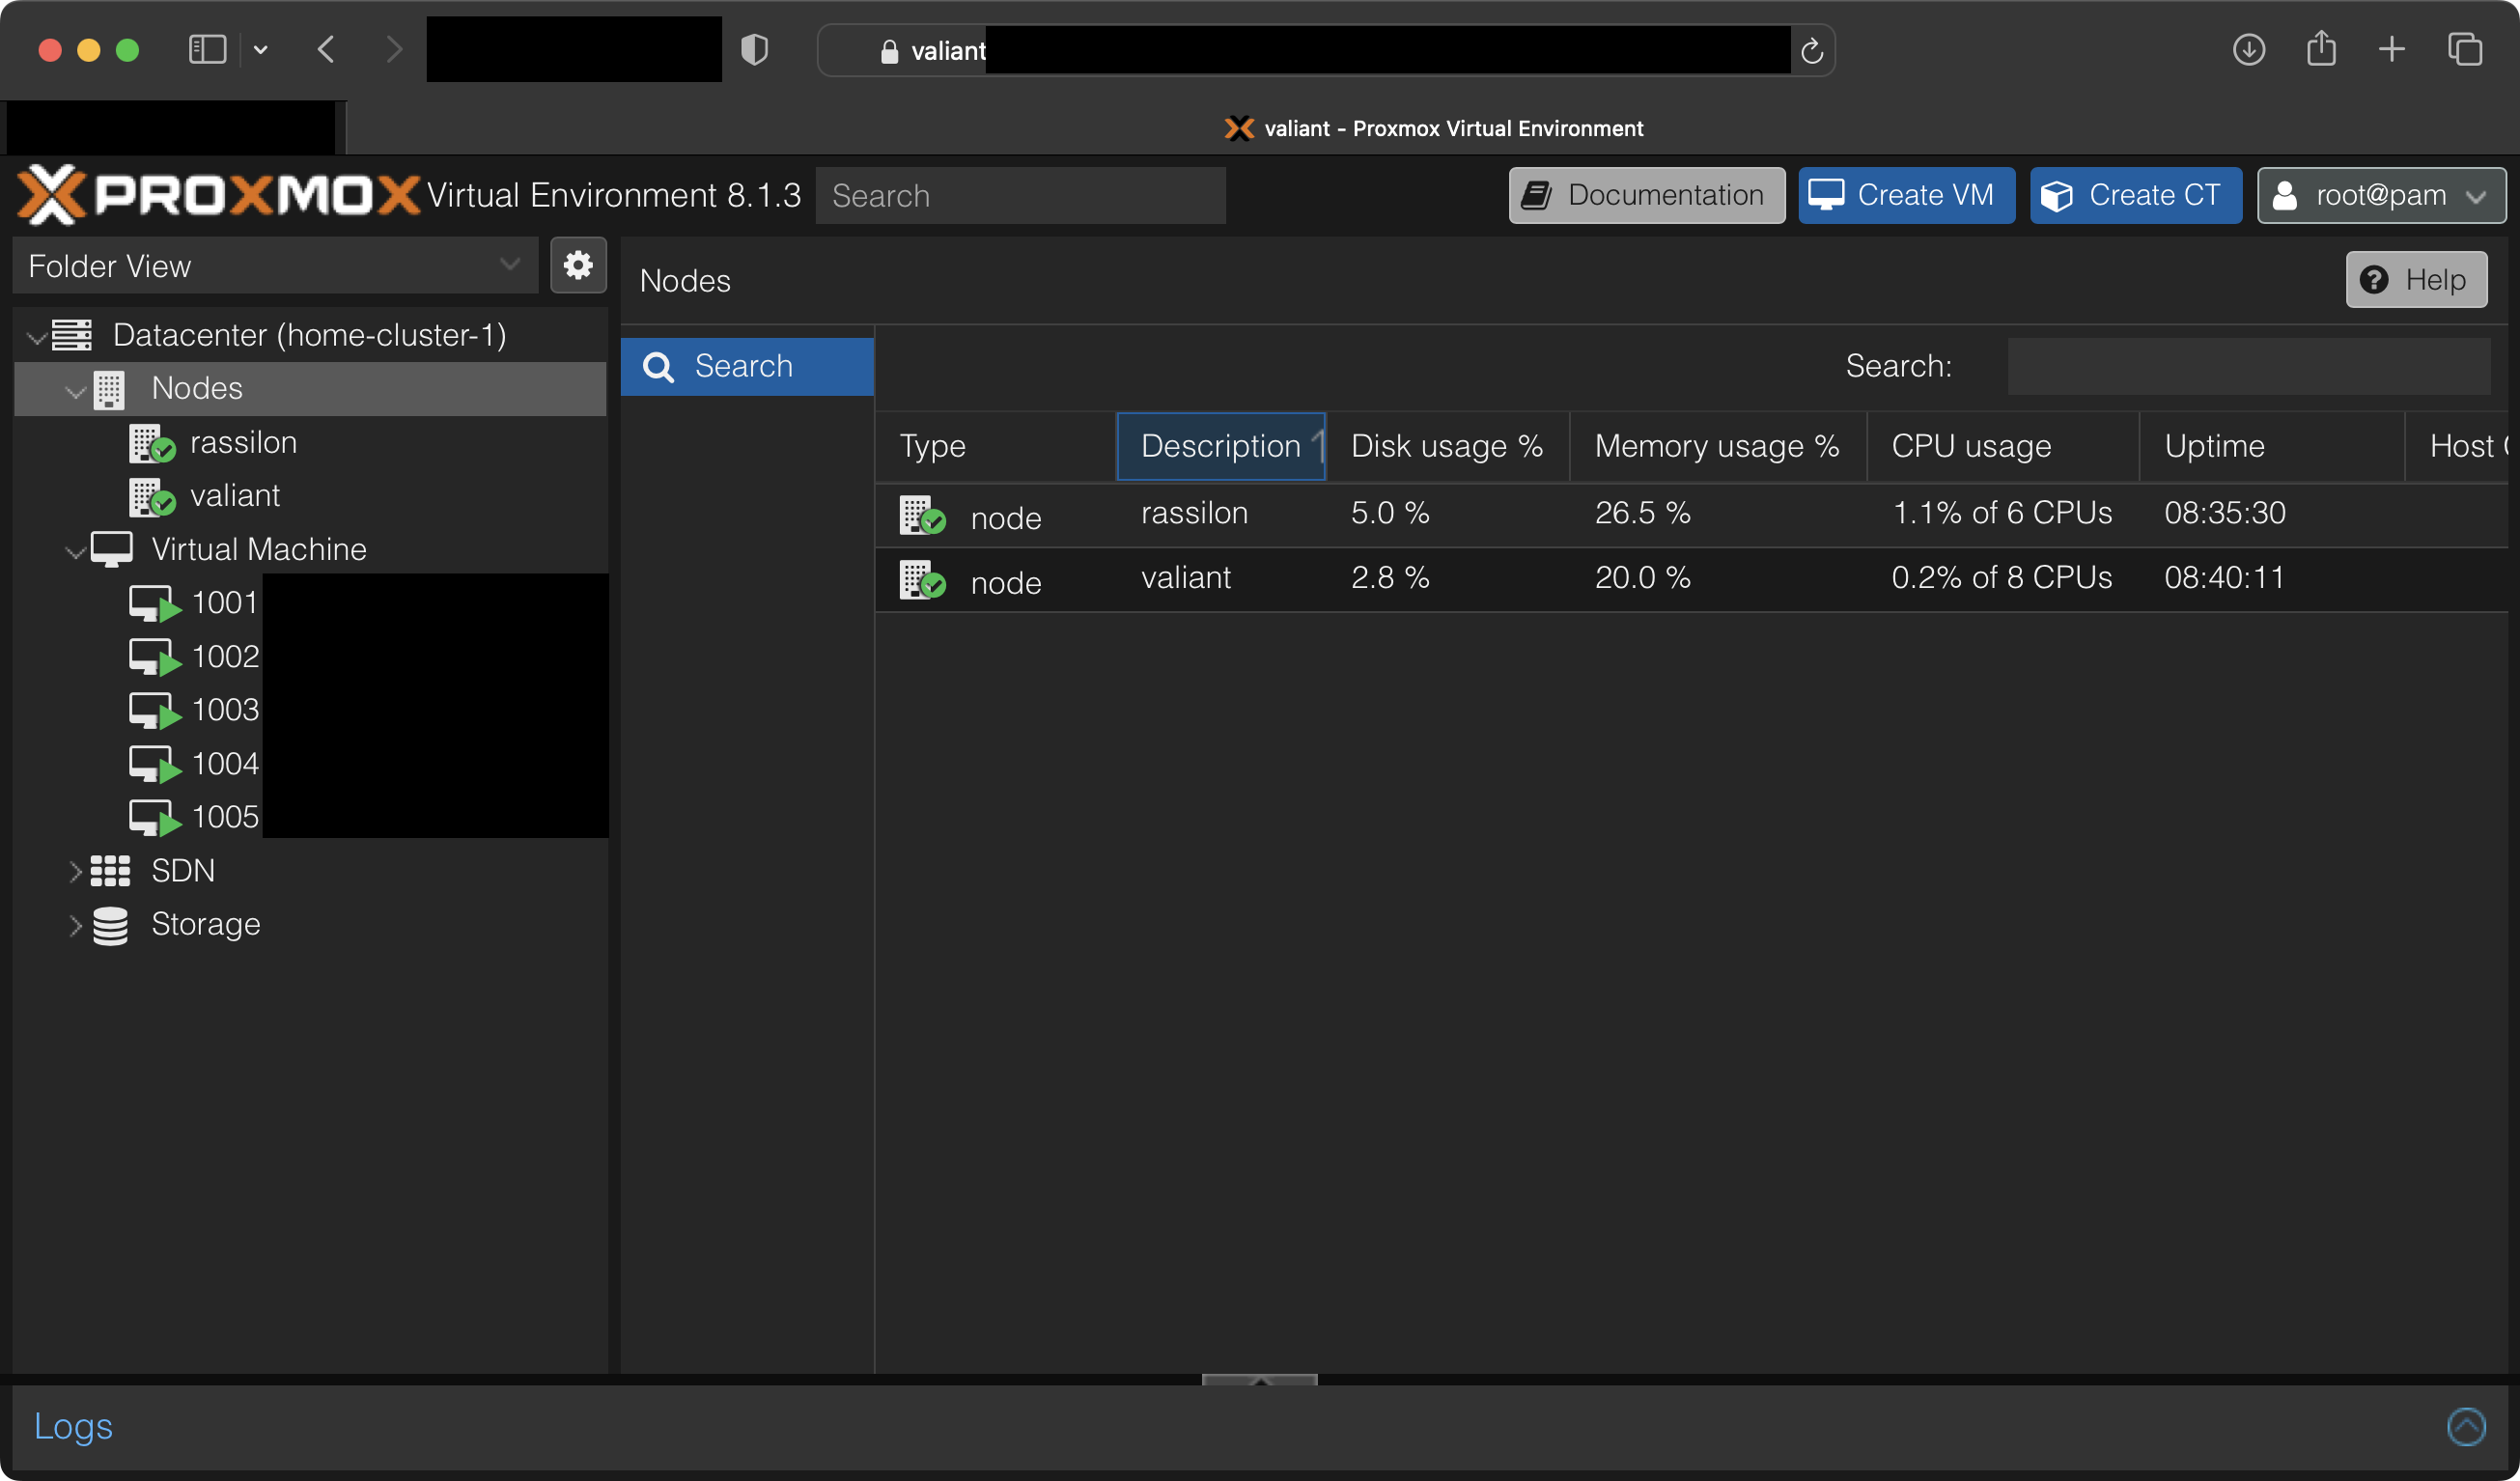 valiant
valiant - Proxmox Virtual Environment
PROXMOX Virtual Environment 8.1.3 Search Documentation Create VM Create CT root@pam
Folder View
Nodes Help
Datacenter (home-cluster-1)
Nodes
rassilon
valiant
Virtual Machine
1001
1002
1003
1004
1005
SDN
Storage
Search
Search:
Type Description Disk usage % Memory usage % CPU usage Uptime Host
node rassilon 5.0 % 26.5 % 1.1% of 6 CPUs 08:35:30
node valiant 2.8 % 20.0 % 0.2% of 8 CPUs 08:40:11
Logs